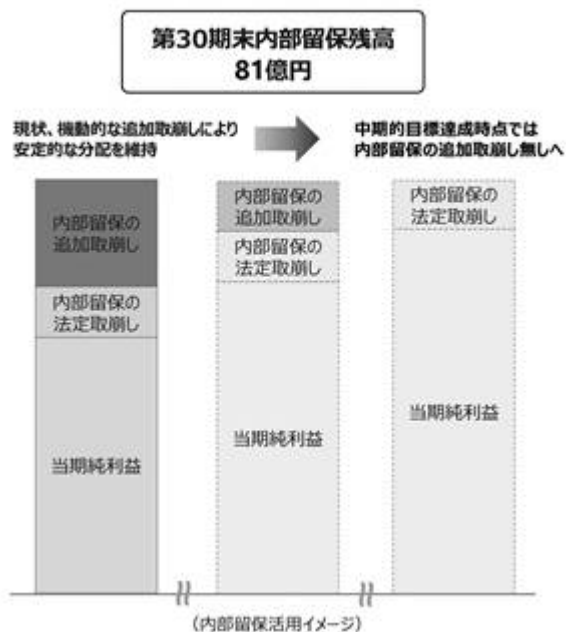 第30期末内部留保残高
81億円
現状、機動的な追加取崩しにより
安定的な分配を維持
中期的目標達成時点では
内部留保の追加取崩し無しへ
内部留保の
追加取崩し
内部留保の
法定取崩し
当期純利益
内部留保の
追加取崩し
内部留保の
法定取崩し
当期純利益
内部留保の
法定取崩し
当期純利益
（内部留保活用イメージ）